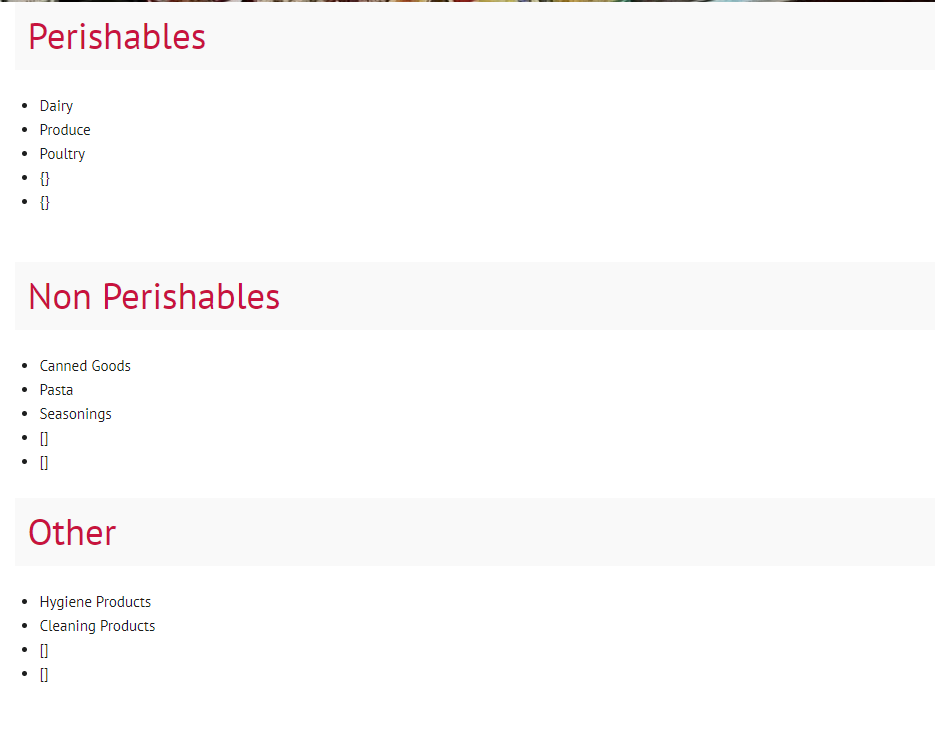 Perishables
• Dairy
• Produce
• Poultry
• {}
• {}
Non Perishables
• Canned Goods
• Pasta
• Seasonings
• []
• []
Other
• Hygiene Products
• Cleaning Products
• []
• []